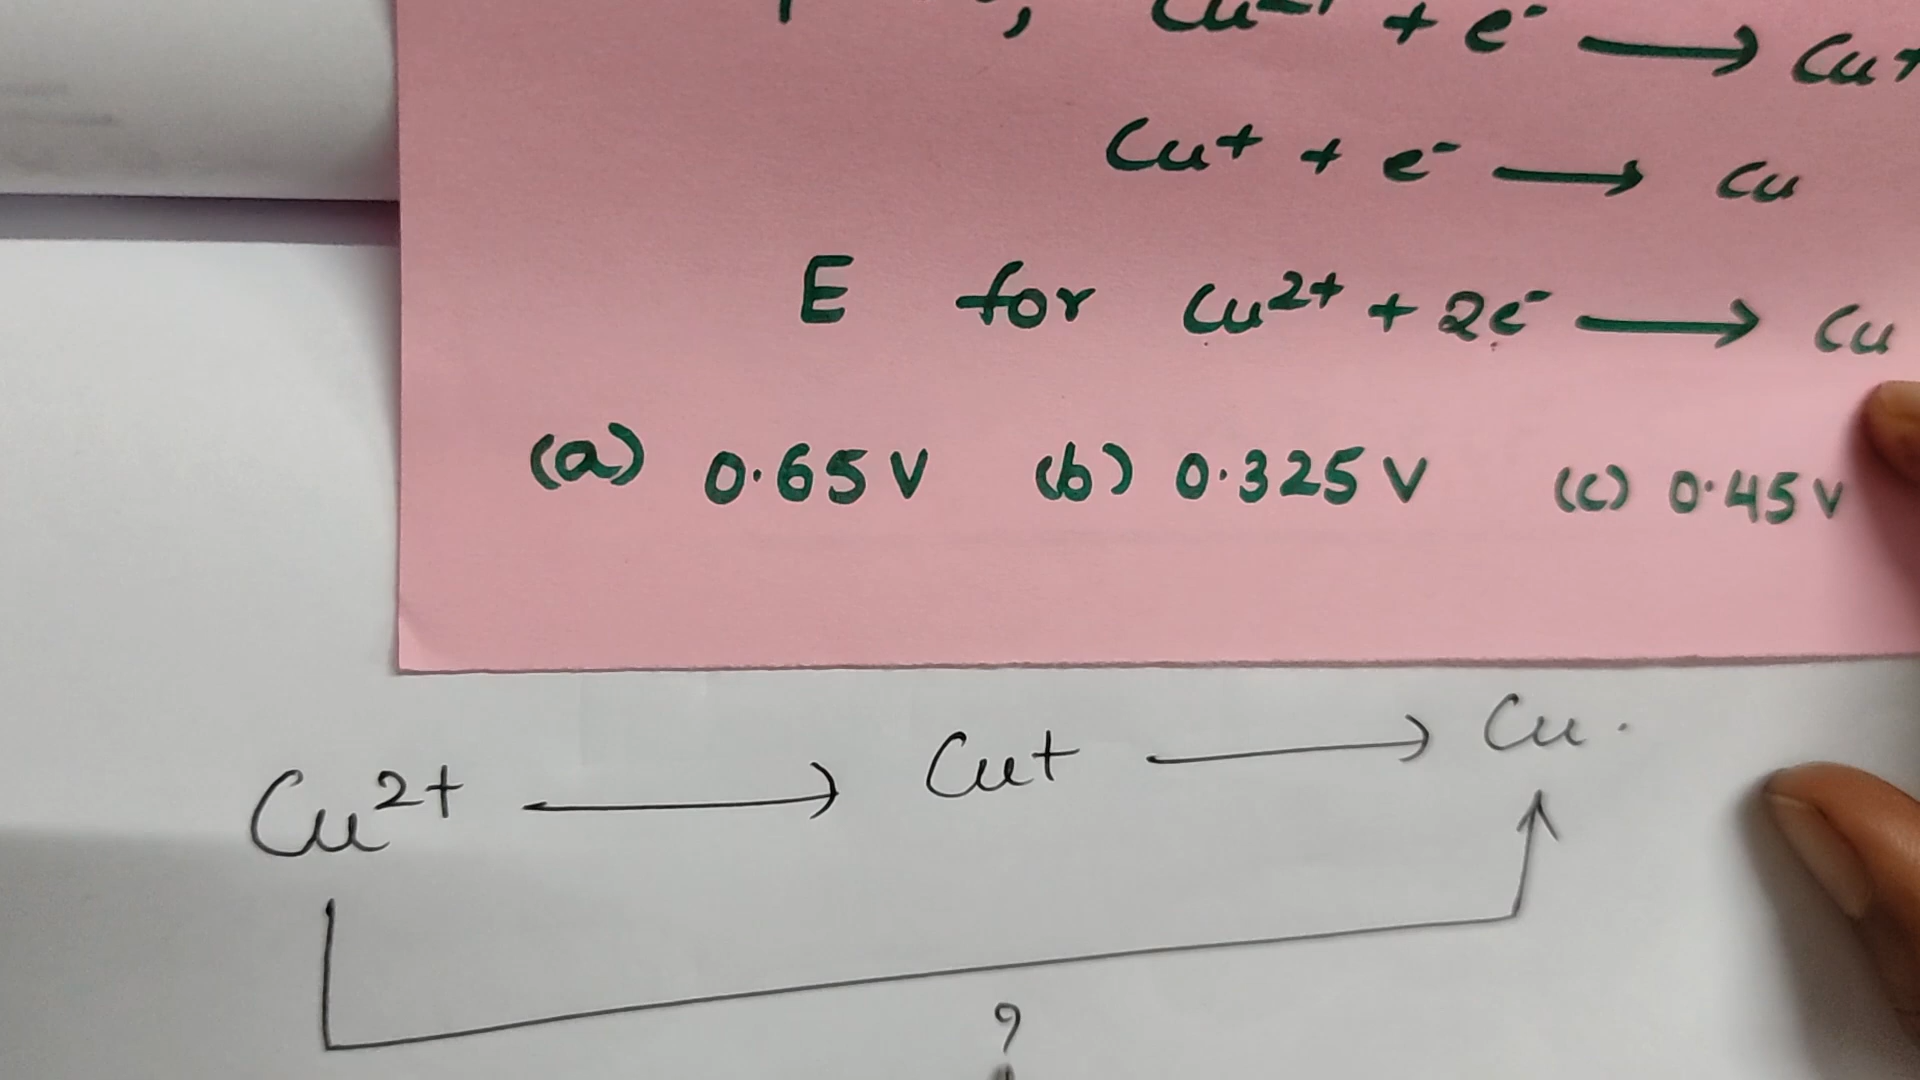 , Cu²⁺ + e⁻ ⟶ Cu⁺
Cu⁺ + e⁻ ⟶ Cu
E for Cu²⁺ + 2e⁻ ⟶ Cu
(a) 0.65 V (b) 0.325 V (c) 0.45 V
Cu²⁺ ⟶ Cu⁺ ⟶ Cu.
?